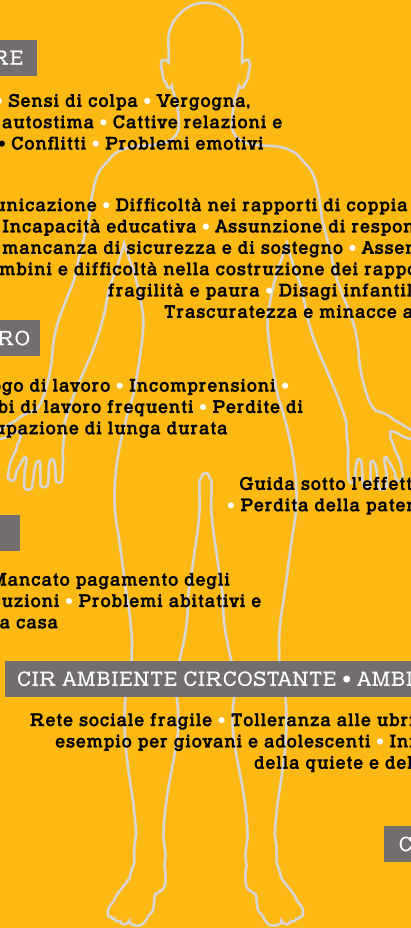 RE
• Sensi di colpa • Vergogna,
autostima • Cattive relazioni e
• Conflitti • Problemi emotivi
unicazione • Difficoltà nei rapporti di coppia
Incapacità educativa • Assunzione di respon
mancanza di sicurezza e di sostegno • Assen
mbini e difficoltà nella costruzione dei rappo
fragilità e paura • Disagi infantil
Trascuratezza e minacce a
RO
ogo di lavoro • Incomprensioni •
bi di lavoro frequenti • Perdite di
upazione di lunga durata
Guida sotto l'effett
• Perdita della paten
Mancato pagamento degli
uzioni • Problemi abitativi e
a casa
CIR AMBIENTE CIRCOSTANTE • AMBI
Rete sociale fragile • Tolleranza alle ubri
esempio per giovani e adolescenti • In
della quiete e del
C